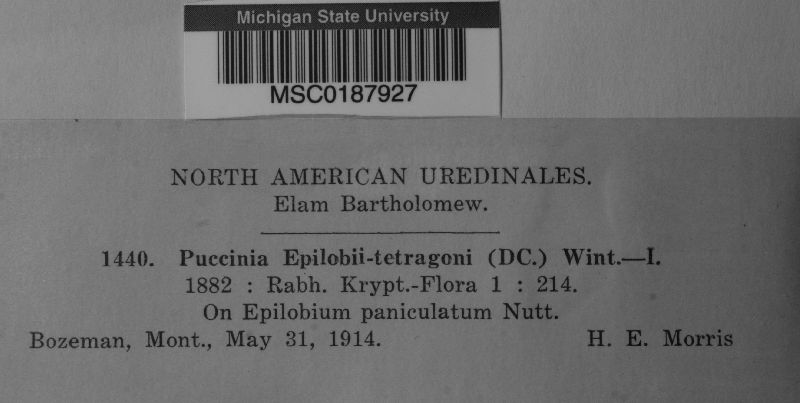 Michigan State University
MSC0187927
NORTH AMERICAN UREDINALES.
Elam Bartholomew.
1440. Puccinia Epilobii-tetragoni (DC.) Wint.—I.
1882 : Rabh. Krypt.-Flora 1 : 214.
On Epilobium paniculatum Nutt.
Bozeman, Mont., May 31, 1914. H. E. Morris